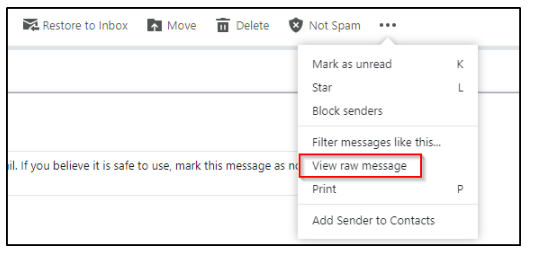 Restore to Inbox Move Delete Not Spam •••
Mark as unread K
Star L
Block senders
Filter messages like this...
il. If you believe it is safe to use, mark this message as
View raw message
Print P
Add Sender to Contacts